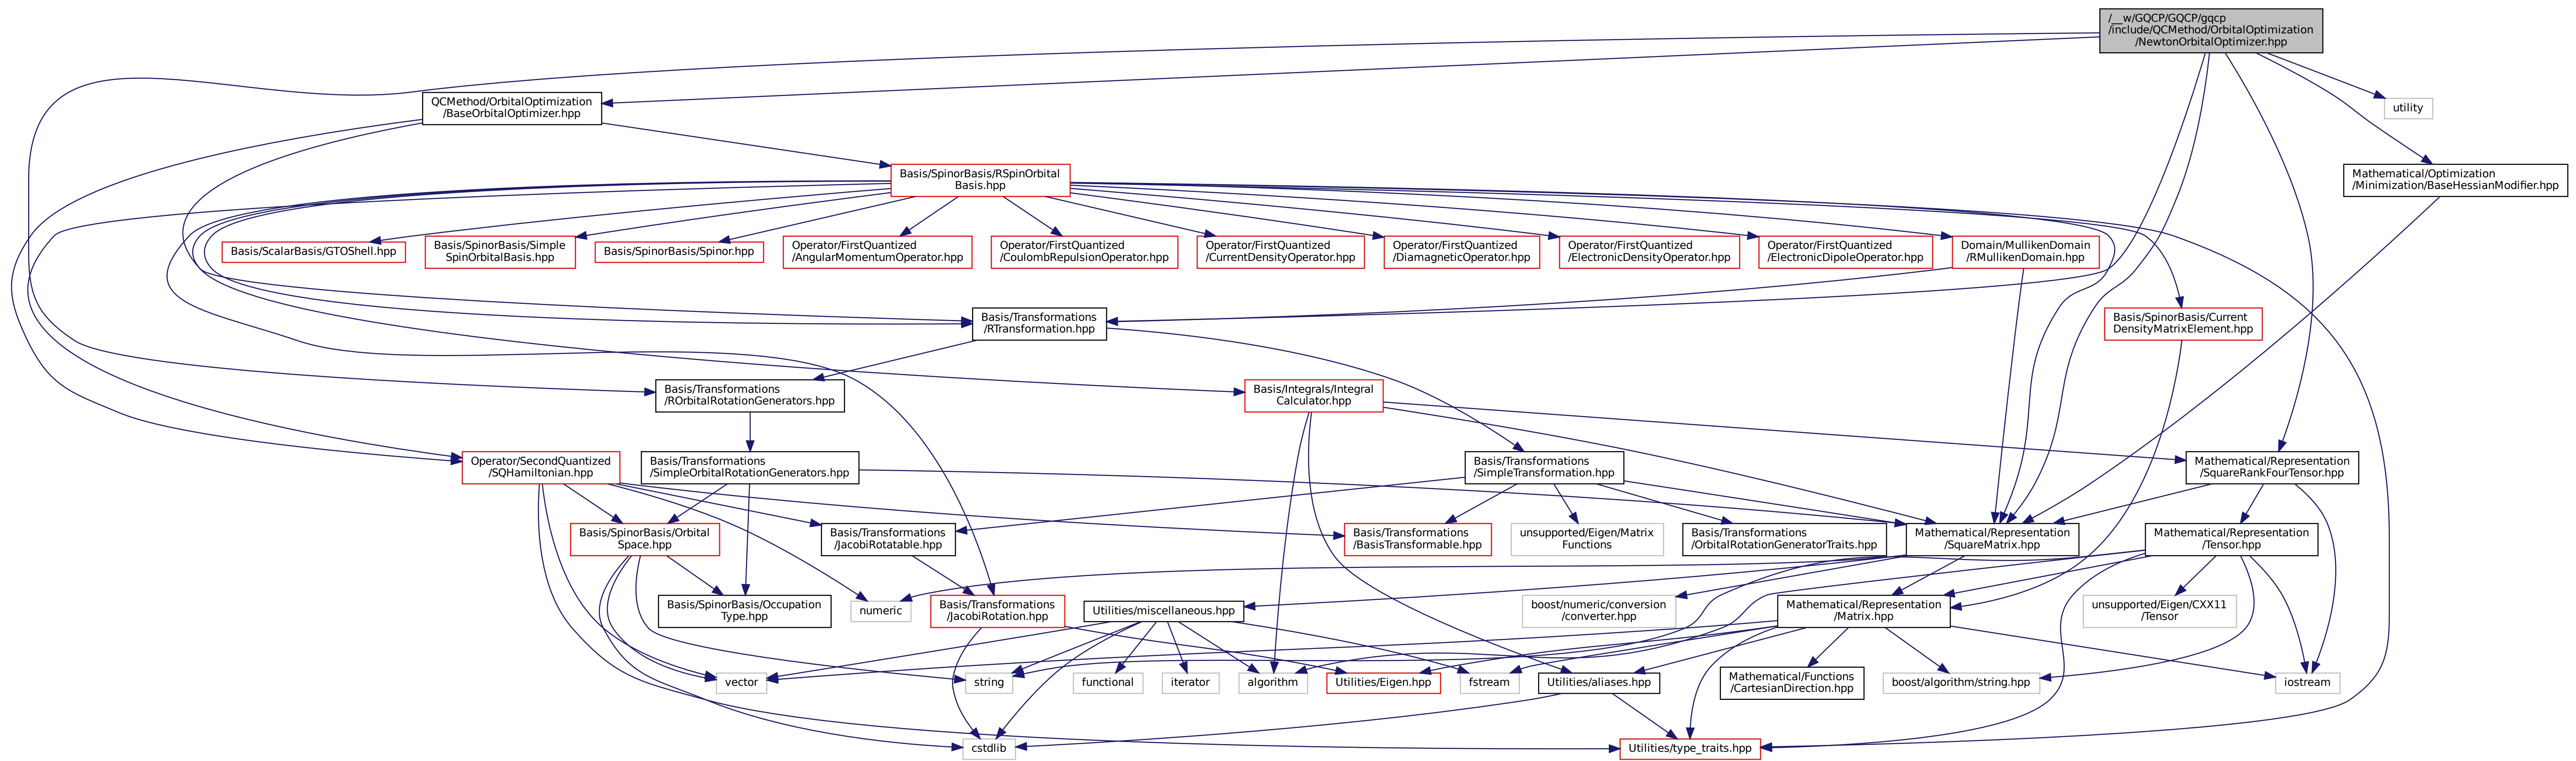 /__w/GQCP/GQCP/gqcp
/include/QCMethod/OrbitalOptimization
/NewtonOrbitalOptimizer.hpp
QCMethod/OrbitalOptimization
/BaseOrbitalOptimizer.hpp
utility
Basis/SpinorBasis/RSpinOrbital
Basis.hpp
Mathematical/Optimization
/Minimization/BaseHessianModifier.hpp
Basis/ScalarBasis/GTOShell.hpp
Basis/SpinorBasis/Simple
SpinOrbitalBasis.hpp
Basis/SpinorBasis/Spinor.hpp
Operator/FirstQuantized
/AngularMomentumOperator.hpp
Operator/FirstQuantized
/CoulombRepulsionOperator.hpp
Operator/FirstQuantized
/CurrentDensityOperator.hpp
Operator/FirstQuantized
/DiamagneticOperator.hpp
Operator/FirstQuantized
/ElectronicDensityOperator.hpp
Operator/FirstQuantized
/ElectronicDipoleOperator.hpp
Domain/MullikenDomain
/RMullikenDomain.hpp
Basis/Transformations
/RTransformation.hpp
Basis/SpinorBasis/Current
DensityMatrixElement.hpp
Basis/Transformations
/ROrbitalRotationGenerators.hpp
Basis/Integrals/Integral
Calculator.hpp
Operator/SecondQuantized
/SQHamiltonian.hpp
Basis/Transformations
/SimpleOrbitalRotationGenerators.hpp
Basis/Transformations
/SimpleTransformation.hpp
Mathematical/Representation
/SquareRankFourTensor.hpp
Basis/SpinorBasis/Orbital
Space.hpp
Basis/Transformations
/JacobiRotatable.hpp
Basis/Transformations
/BasisTransformable.hpp
unsupported/Eigen/Matrix
Functions
Basis/Transformations
/OrbitalRotationGeneratorTraits.hpp
Mathematical/Representation
/SquareMatrix.hpp
Mathematical/Representation
/Tensor.hpp
Basis/SpinorBasis/Occupation
Type.hpp
numeric
Basis/Transformations
/JacobiRotation.hpp
Utilities/miscellaneous.hpp
boost/numeric/conversion
/converter.hpp
Mathematical/Representation
/Matrix.hpp
unsupported/Eigen/CXX11
/Tensor
vector
string
functional
iterator
algorithm
Utilities/Eigen.hpp
fstream
Utilities/aliases.hpp
Mathematical/Functions
/CartesianDirection.hpp
boost/algorithm/string.hpp
iostream
cstdlib
Utilities/type_traits.hpp